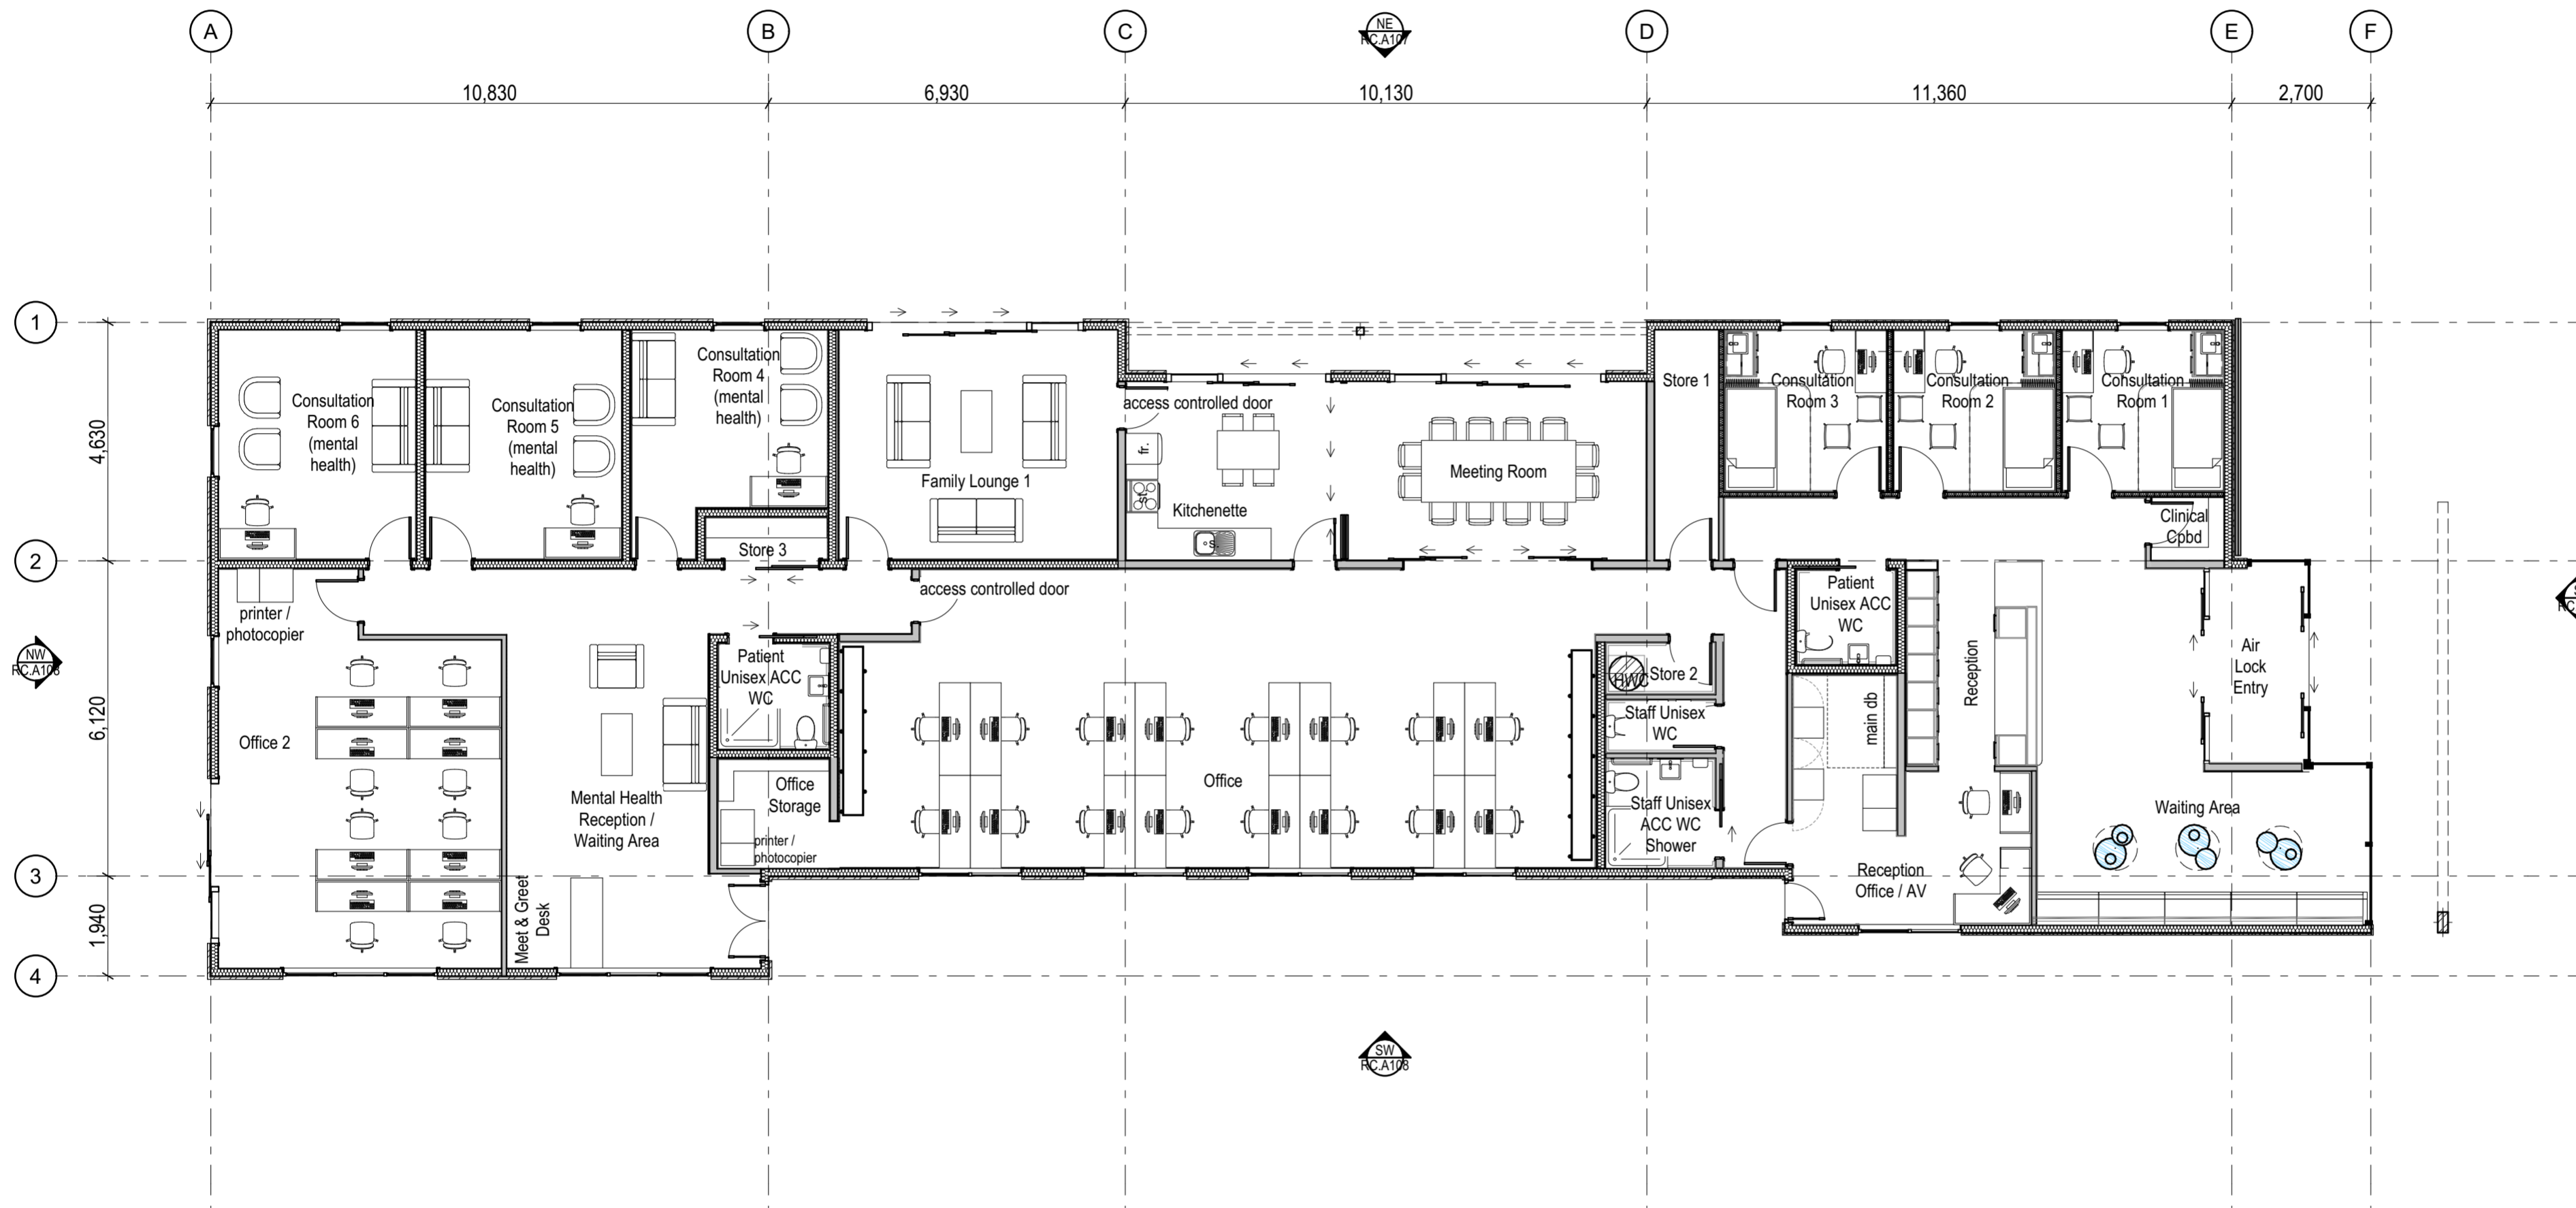 A
B
C
D
E
F
NE
RC.A107
10,830
6,930
10,130
11,360
2,700
1
2
3
4
4,630
6,120
1,940
Consultation
Room 6
(mental
health)
Consultation
Room 5
(mental
health)
Consultation
Room 4
(mental
health)
Store 3
Family Lounge 1
access controlled door
fr.
st
s.
Kitchenette
Meeting Room
Store 1
Consultation
Room 3
Consultation
Room 2
Consultation
Room 1
Clinical
Cpbd
printer /
photocopier
access controlled door
Patient
Unisex ACC
WC
Reception
Air
Lock
Entry
NW
Office 2
Mental Health
Reception /
Waiting Area
Meet & Greet
Desk
Patient
Unisex ACC
WC
Office
Storage
printer /
photocopier
Office
HWC
Store 2
Staff Unisex
WC
Staff Unisex
ACC WC
Shower
main db
Reception
Office / AV
Waiting Area
SW
RC.A108